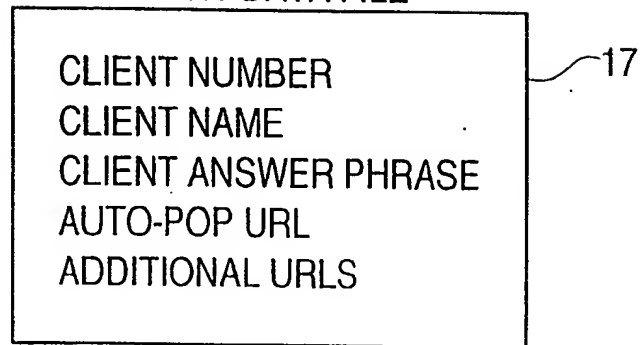 CLIENT NUMBER
CLIENT NAME
CLIENT ANSWER PHRASE
AUTO-POP URL
ADDITIONAL URLS
17